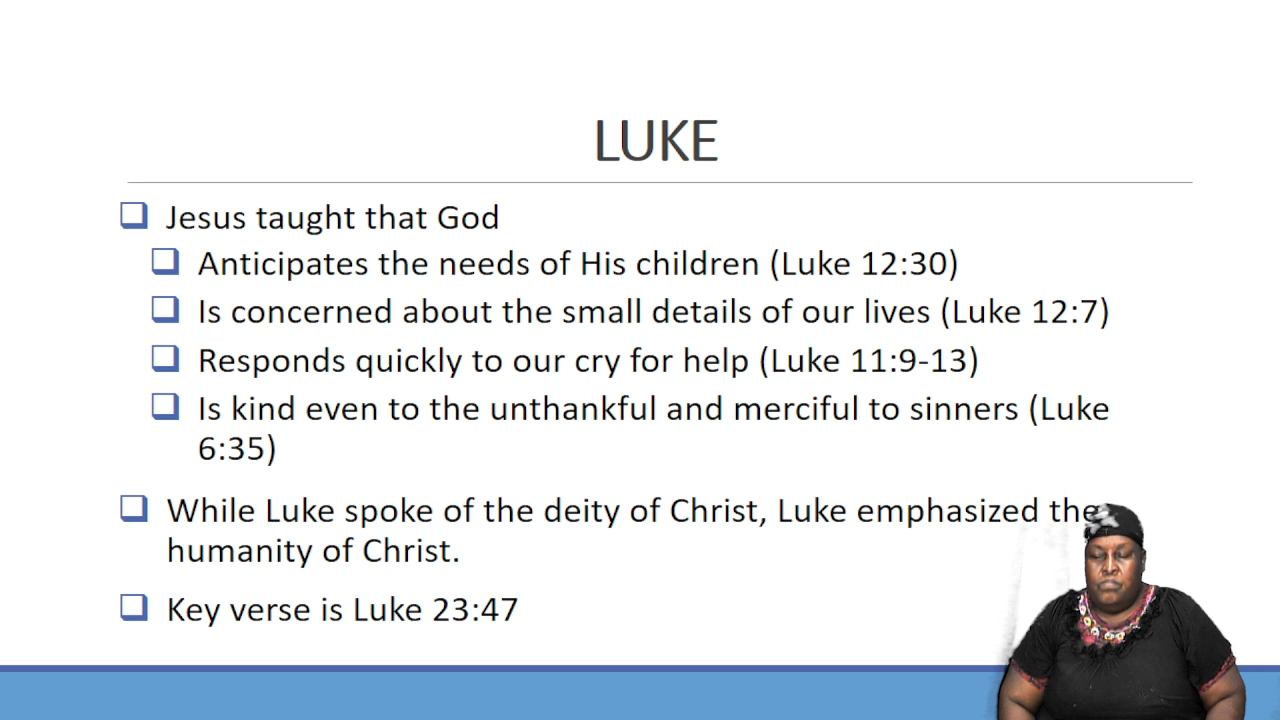 LUKE
Jesus taught that God
Anticipates the needs of His children (Luke 12:30)
Is concerned about the small details of our lives (Luke 12:7)
Responds quickly to our cry for help (Luke 11:9-13)
Is kind even to the unthankful and merciful to sinners (Luke
6:35)
While Luke spoke of the deity of Christ, Luke emphasized the
humanity of Christ.
Key verse is Luke 23:47